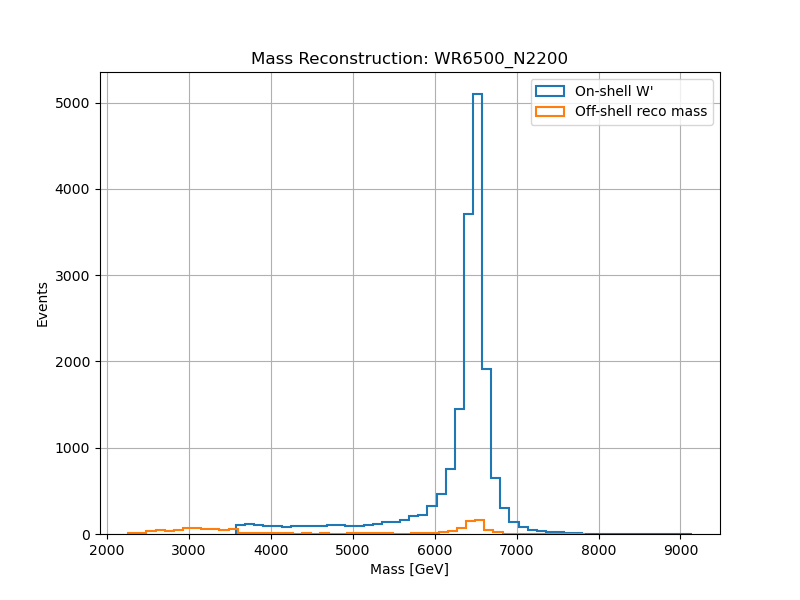 Mass Reconstruction: WR6500_N2200
On-shell W'
Off-shell reco mass
5000
4000
3000
2000
1000
0
Events
2000 3000 4000 5000 6000 7000 8000 9000
Mass [GeV]